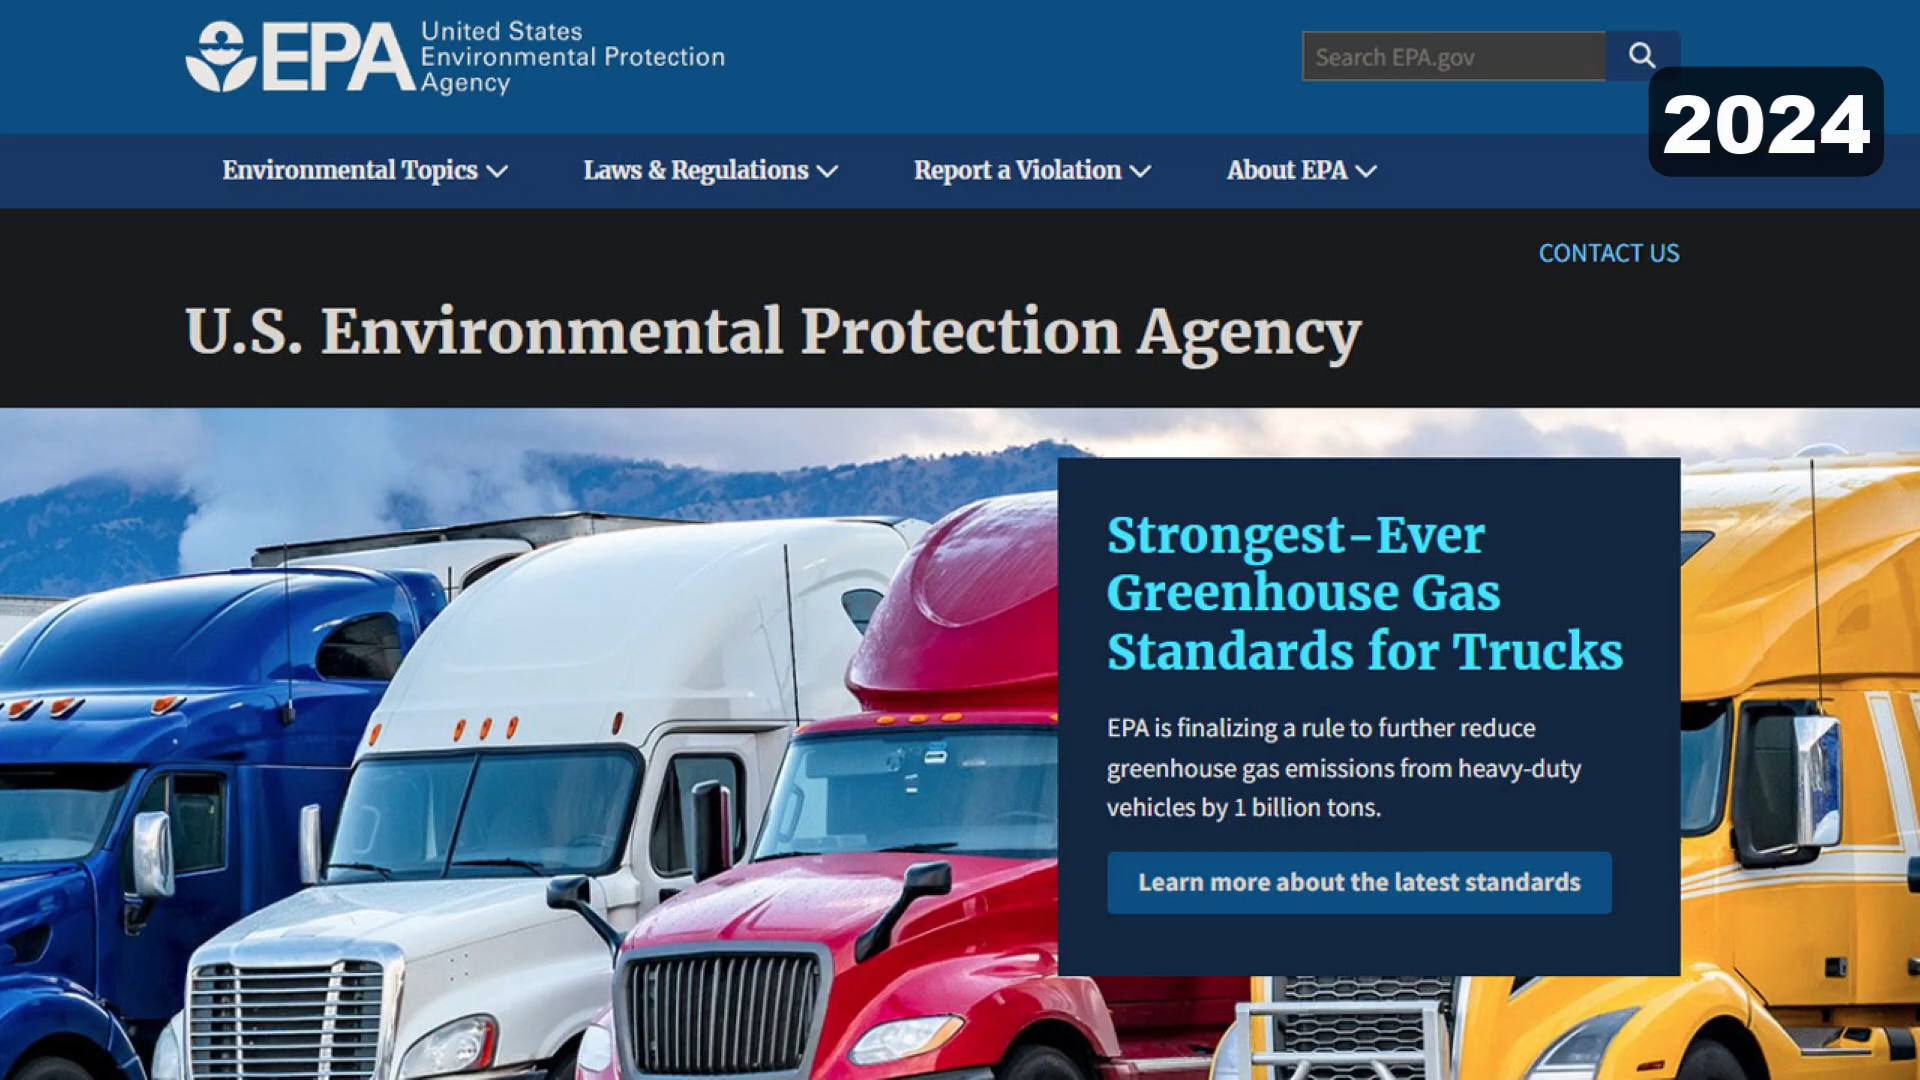 EPA
United States
Environmental Protection
Agency
Search EPA.gov
2024
Environmental Topics
Laws & Regulations
Report a Violation
About EPA
CONTACT US
U.S. Environmental Protection Agency
Strongest-Ever
Greenhouse Gas
Standards for Trucks
EPA is finalizing a rule to further reduce
greenhouse gas emissions from heavy-duty
vehicles by 1 billion tons.
Learn more about the latest standards